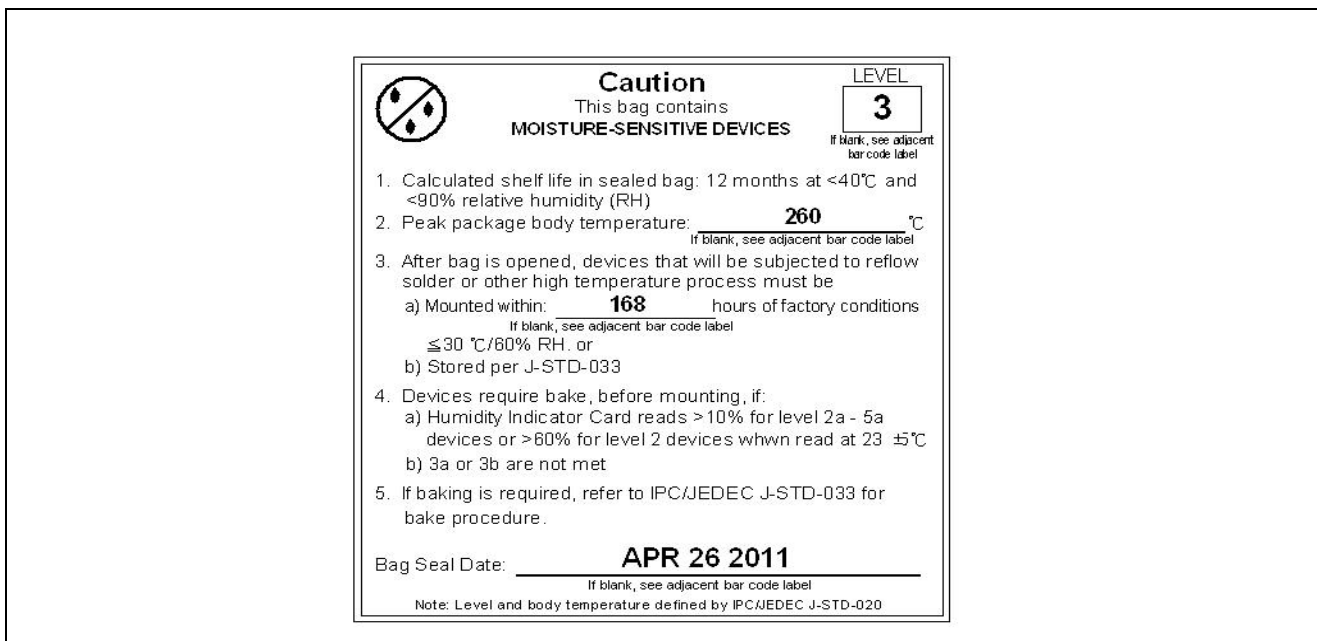 Caution
LEVEL
This bag contains
3
MOISTURE-SENSITIVE DEVICES
If blank, see adjacent
bar code label
1. Calculated shelf life in sealed bag: 12 months at <40℃ and
<90% relative humidity (RH)
2. Peak package body temperature: 260 ℃
If blank, see adjacent bar code label
3. After bag is opened, devices that will be subjected to reflow
solder or other high temperature process must be
a) Mounted within: 168 hours of factory conditions
If blank, see adjacent bar code label
≦30 ℃/60% RH. or
b) Stored per J-STD-033
4. Devices require bake, before mounting, if:
a) Humidity Indicator Card reads >10% for level 2a - 5a
devices or >60% for level 2 devices whwn read at 23 ±5℃
b) 3a or 3b are not met
5. If baking is required, refer to IPC/JEDEC J-STD-033 for
bake procedure.
Bag Seal Date: APR 26 2011
If blank, see adjacent bar code label
Note: Level and body temperature defined by IPC/JEDEC J-STD-020